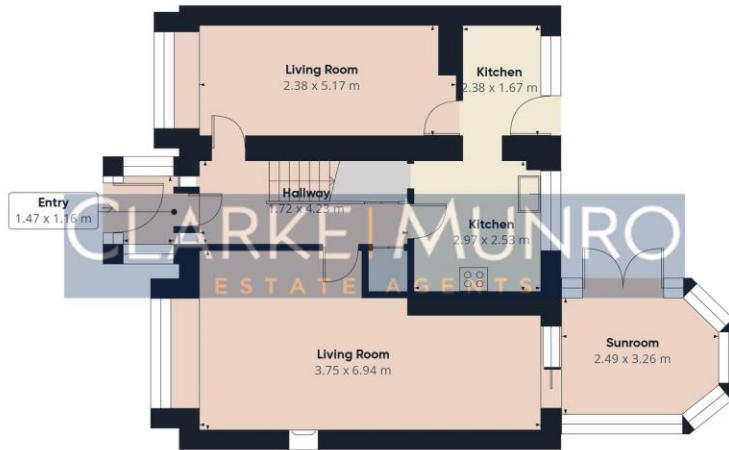 Living Room
2.38 x 5.17 m
Kitchen
2.38 x 1.67 m
Entry
1.47 x 1.16 m
Hallway
1.72 x 4.23 m
CLARKE MUNRO
ESTATE AGENTS
Kitchen
2.97 x 2.53 m
Living Room
3.75 x 6.94 m
Sunroom
2.49 x 3.26 m